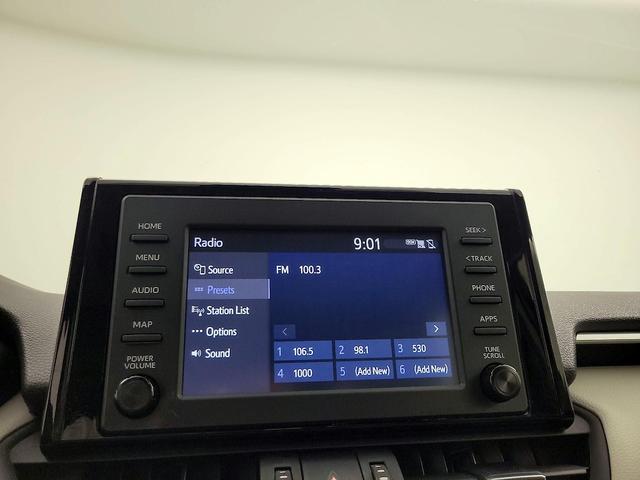 HOME
MENU
AUDIO
MAP
POWER
VOLUME
Radio
9:01
Source
Presets
Station List
Options
Sound
FM 100.3
<
>
1 106.5
2 98.1
3 530
4 1000
5 (Add New)
6 (Add New)
SEEK >
< TRACK
PHONE
APPS
TUNE
SCROLL